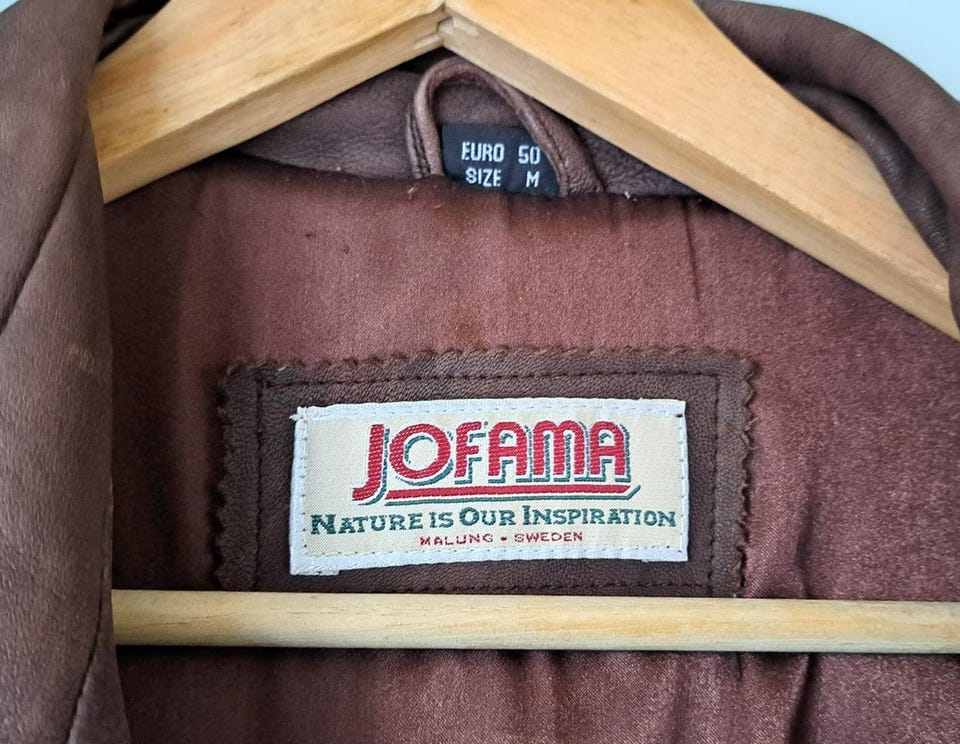 EURO 50
SIZE M
JOFAMA
NATURE IS OUR INSPIRATION
MALUNG • SWEDEN